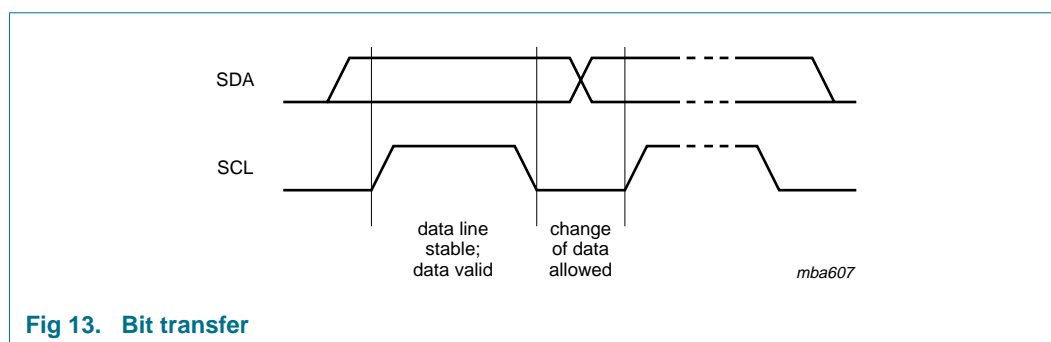 SDA
SCL
data line
stable;
data valid
change
of data
allowed
mba607
Fig 13. Bit transfer